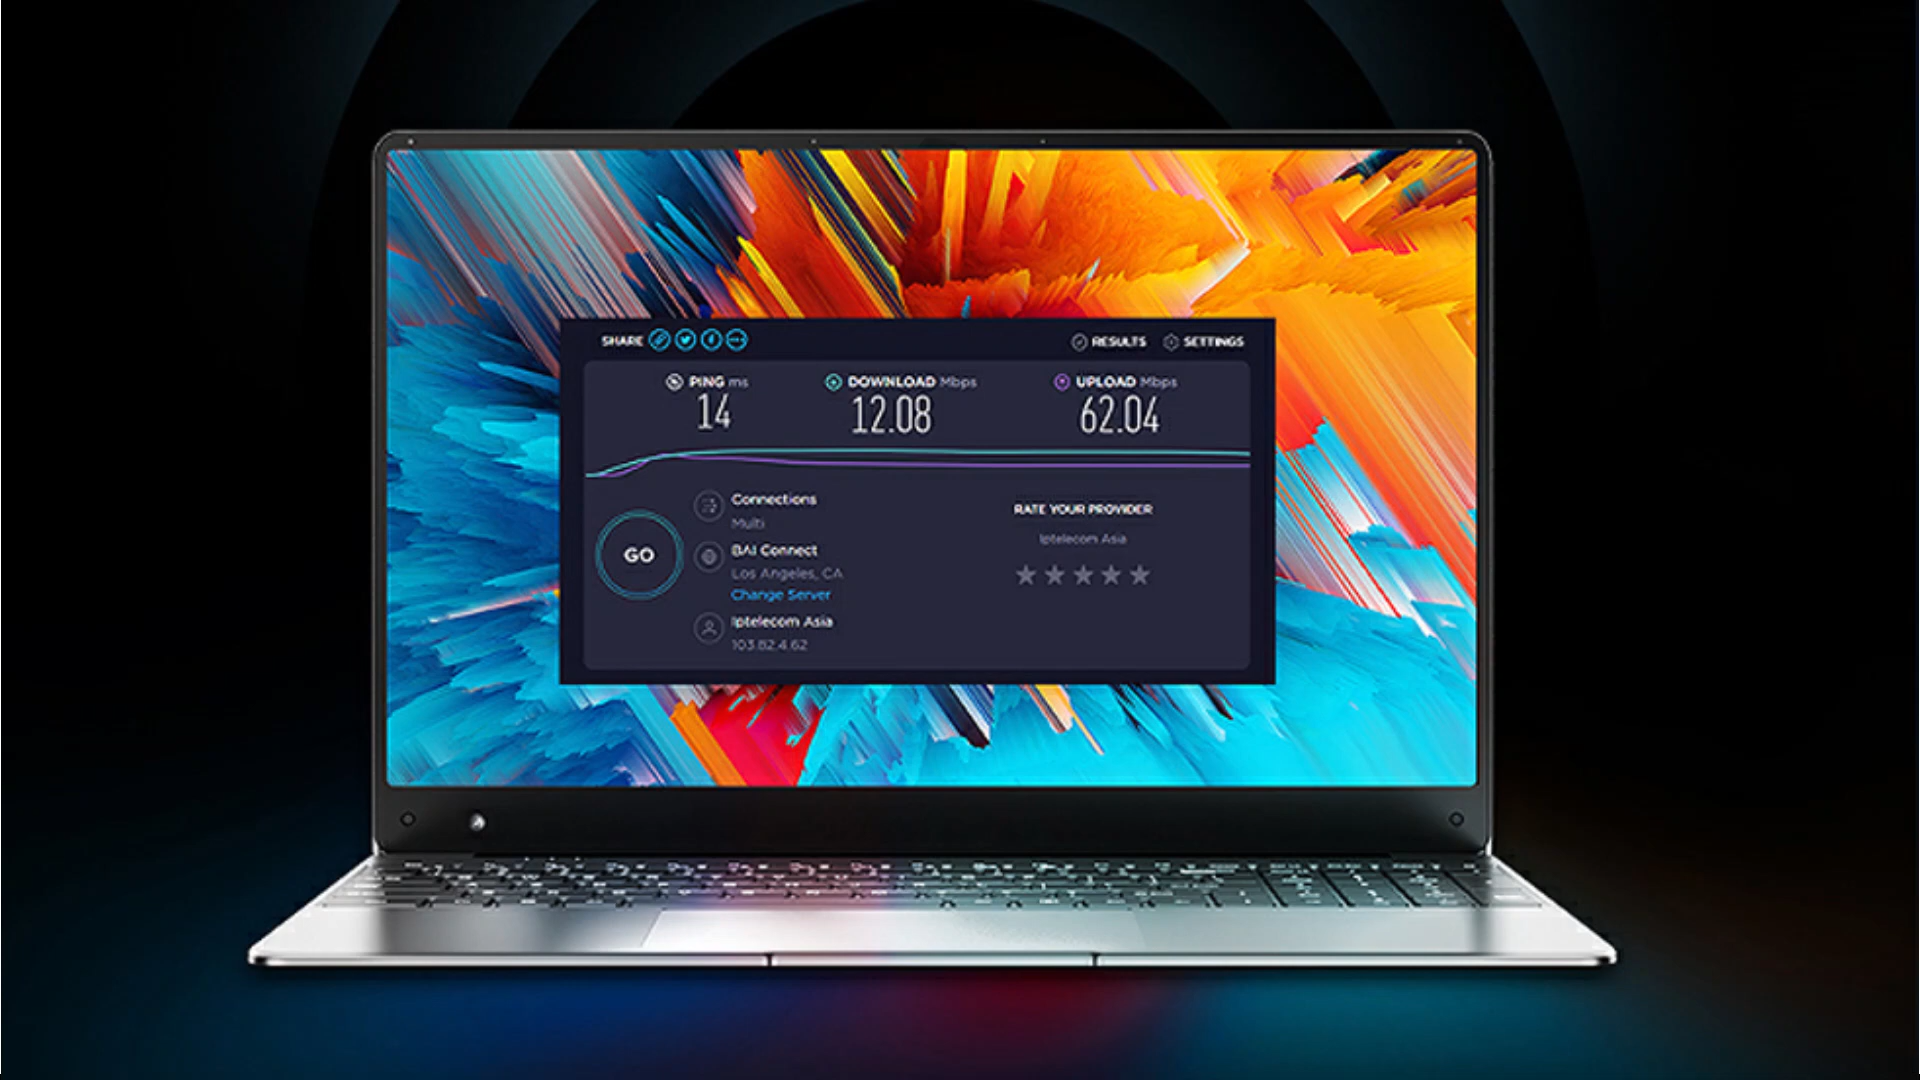 SHARE
RESULTS SETTINGS
PING ms DOWNLOAD Mbps UPLOAD Mbps
14 12.08 62.04
Connections
Multi
RATE YOUR PROVIDER
Iptelecom Asia
GO
BAI Connect
Los Angeles, CA
Change Server
Iptelecom Asia
103.82.4.62